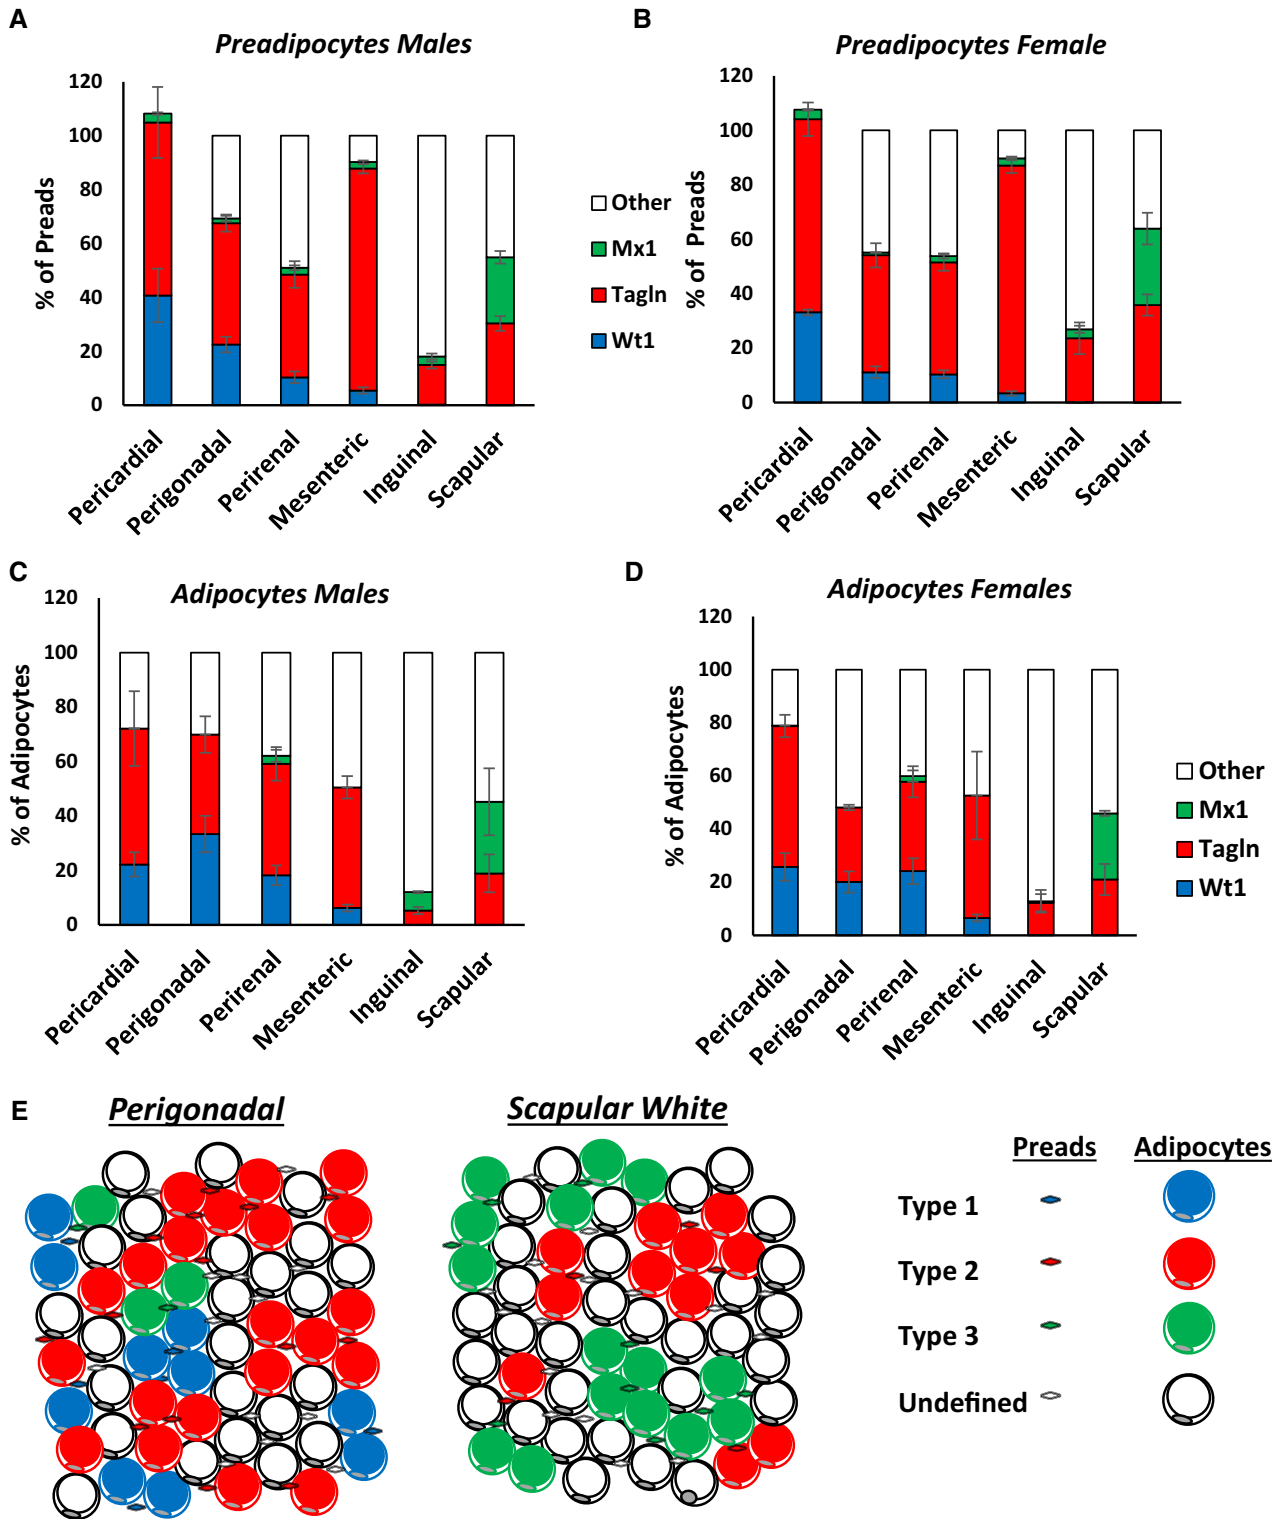 A
Preadipocytes Males
% of Preads
120
100
80
60
40
20
0
Pericardial
Perigonadal
Perirenal
Mesenteric
Inguinal
Scapular
Other
Mx1
Tagln
Wt1
B
Preadipocytes Female
% of Preads
120
100
80
60
40
20
0
Pericardial
Perigonadal
Perirenal
Mesenteric
Inguinal
Scapular
C
Adipocytes Males
% of Adipocytes
120
100
80
60
40
20
0
Pericardial
Perigonadal
Perirenal
Mesenteric
Inguinal
Scapular
D
Adipocytes Females
% of Adipocytes
120
100
80
60
40
20
0
Pericardial
Perigonadal
Perirenal
Mesenteric
Inguinal
Scapular
Other
Mx1
Tagln
Wt1
E
Perigonadal
Scapular White
Preads Adipocytes
Type 1
Type 2
Type 3
Undefined